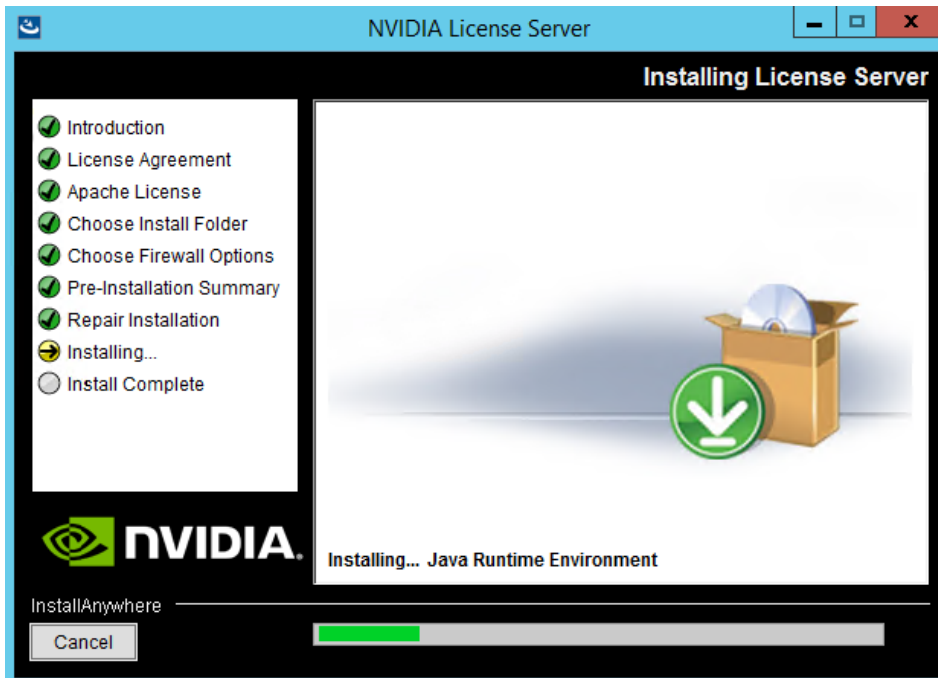 NVIDIA License Server
Installing License Server
Introduction
License Agreement
Apache License
Choose Install Folder
Choose Firewall Options
Pre-Installation Summary
Repair Installation
Installing...
Install Complete
NVIDIA.
Installing... Java Runtime Environment
InstallAnywhere
Cancel